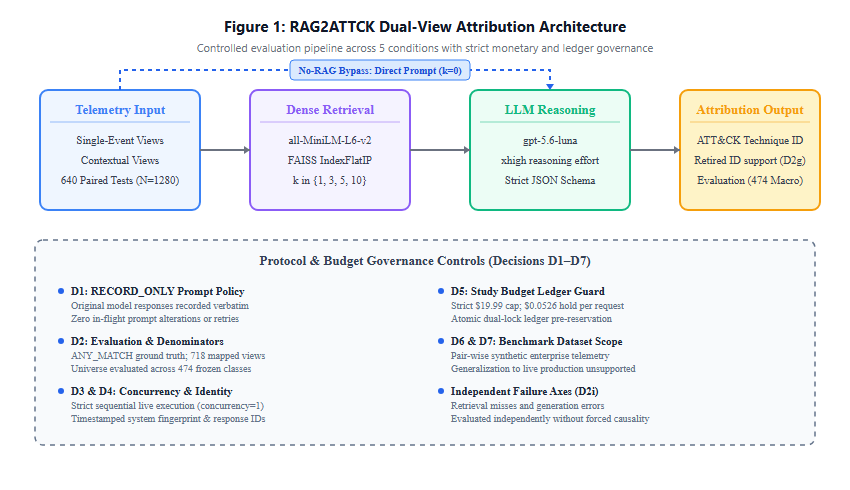 Figure 1: RAG2ATTCK Dual-View Attribution Architecture
Controlled evaluation pipeline across 5 conditions with strict monetary and ledger governance
No-RAG Bypass: Direct Prompt (k=0)
Telemetry Input
Single-Event Views
Contextual Views
640 Paired Tests (N=1280)
Dense Retrieval
all-MiniLM-L6-v2
FAISS IndexFlatIP
k in {1, 3, 5, 10}
LLM Reasoning
gpt-5.6-luna
xhigh reasoning effort
Strict JSON Schema
Attribution Output
ATT&CK Technique ID
Retired ID support (D2g)
Evaluation (474 Macro)
Protocol & Budget Governance Controls (Decisions D1–D7)
D1: RECORD_ONLY Prompt Policy
Original model responses recorded verbatim
Zero in-flight prompt alterations or retries
D2: Evaluation & Denominators
ANY_MATCH ground truth; 718 mapped views
Universe evaluated across 474 frozen classes
D3 & D4: Concurrency & Identity
Strict sequential live execution (concurrency=1)
Timestamped system fingerprint & response IDs
D5: Study Budget Ledger Guard
Strict $19.99 cap; $0.0526 hold per request
Atomic dual-lock ledger pre-reservation
D6 & D7: Benchmark Dataset Scope
Pair-wise synthetic enterprise telemetry
Generalization to live production unsupported
Independent Failure Axes (D2i)
Retrieval misses and generation errors
Evaluated independently without forced causality